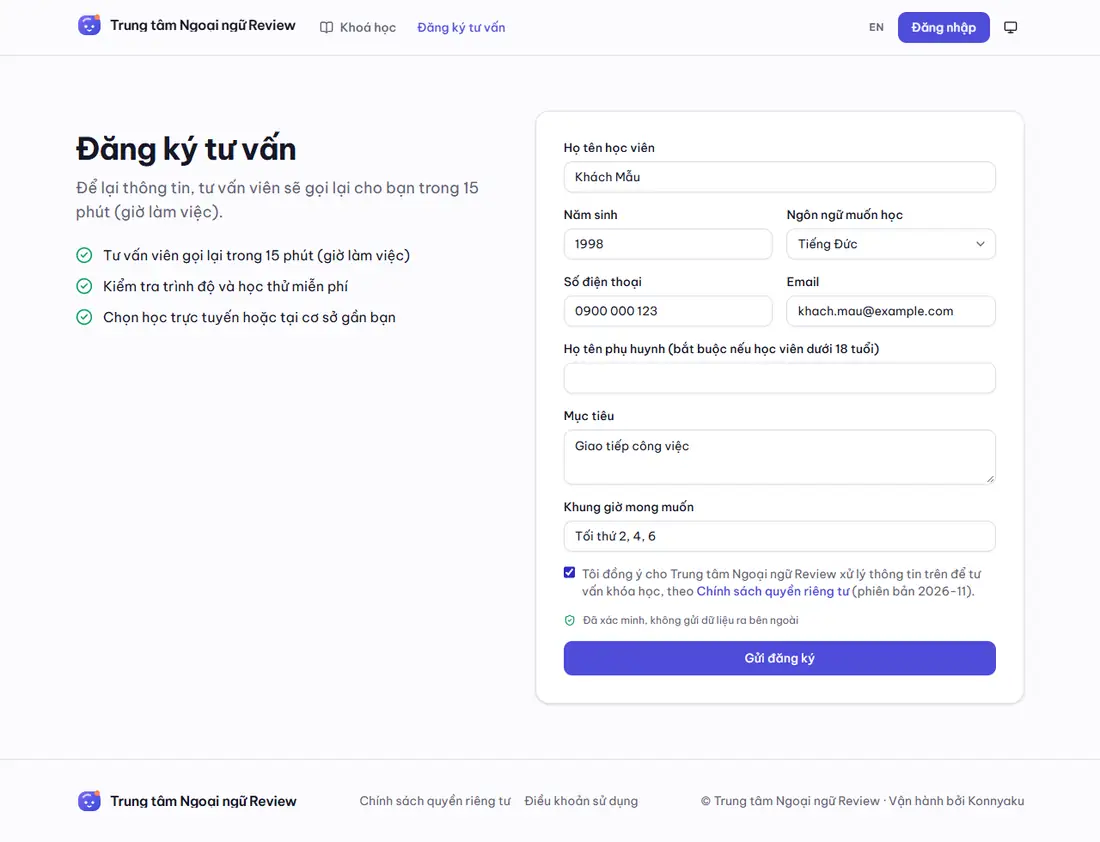 Trung tâm Ngoại ngữ Review
Khoá học
Đăng ký tư vấn
EN
Đăng nhập
Đăng ký tư vấn
Để lại thông tin, tư vấn viên sẽ gọi lại cho bạn trong 15
phút (giờ làm việc).
Tư vấn viên gọi lại trong 15 phút (giờ làm việc)
Kiểm tra trình độ và học thử miễn phí
Chọn học trực tuyến hoặc tại cơ sở gần bạn
Họ tên học viên
Khách Mẫu
Năm sinh
Ngôn ngữ muốn học
1998
Tiếng Đức
Số điện thoại
Email
0900 000 123
khach.mau@example.com
Họ tên phụ huynh (bắt buộc nếu học viên dưới 18 tuổi)
Mục tiêu
Giao tiếp công việc
Khung giờ mong muốn
Tối thứ 2, 4, 6
Tôi đồng ý cho Trung tâm Ngoại ngữ Review xử lý thông tin trên để tư
vấn khóa học, theo Chính sách quyền riêng tư (phiên bản 2026-11).
Đã xác minh, không gửi dữ liệu ra bên ngoài
Gửi đăng ký
Trung tâm Ngoại ngữ Review
Chính sách quyền riêng tư
Điều khoản sử dụng
© Trung tâm Ngoại ngữ Review · Vận hành bởi Konnyaku